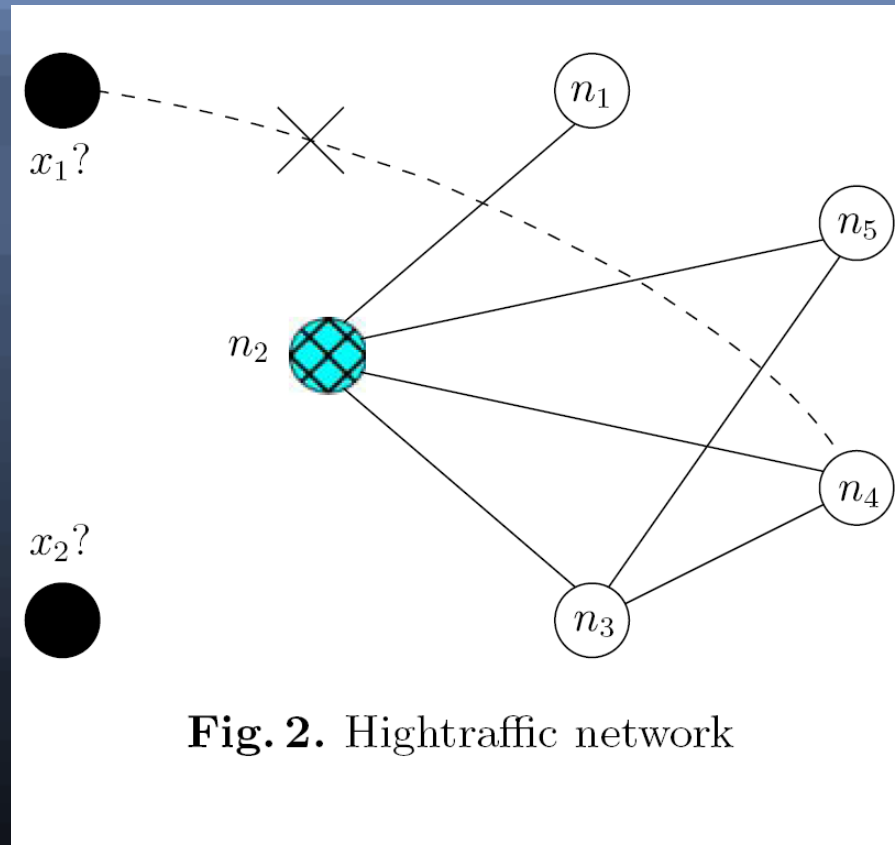 n₁
x₁?
n₅
n₂
n₄
x₂?
n₃
Fig. 2. Hightraffic network